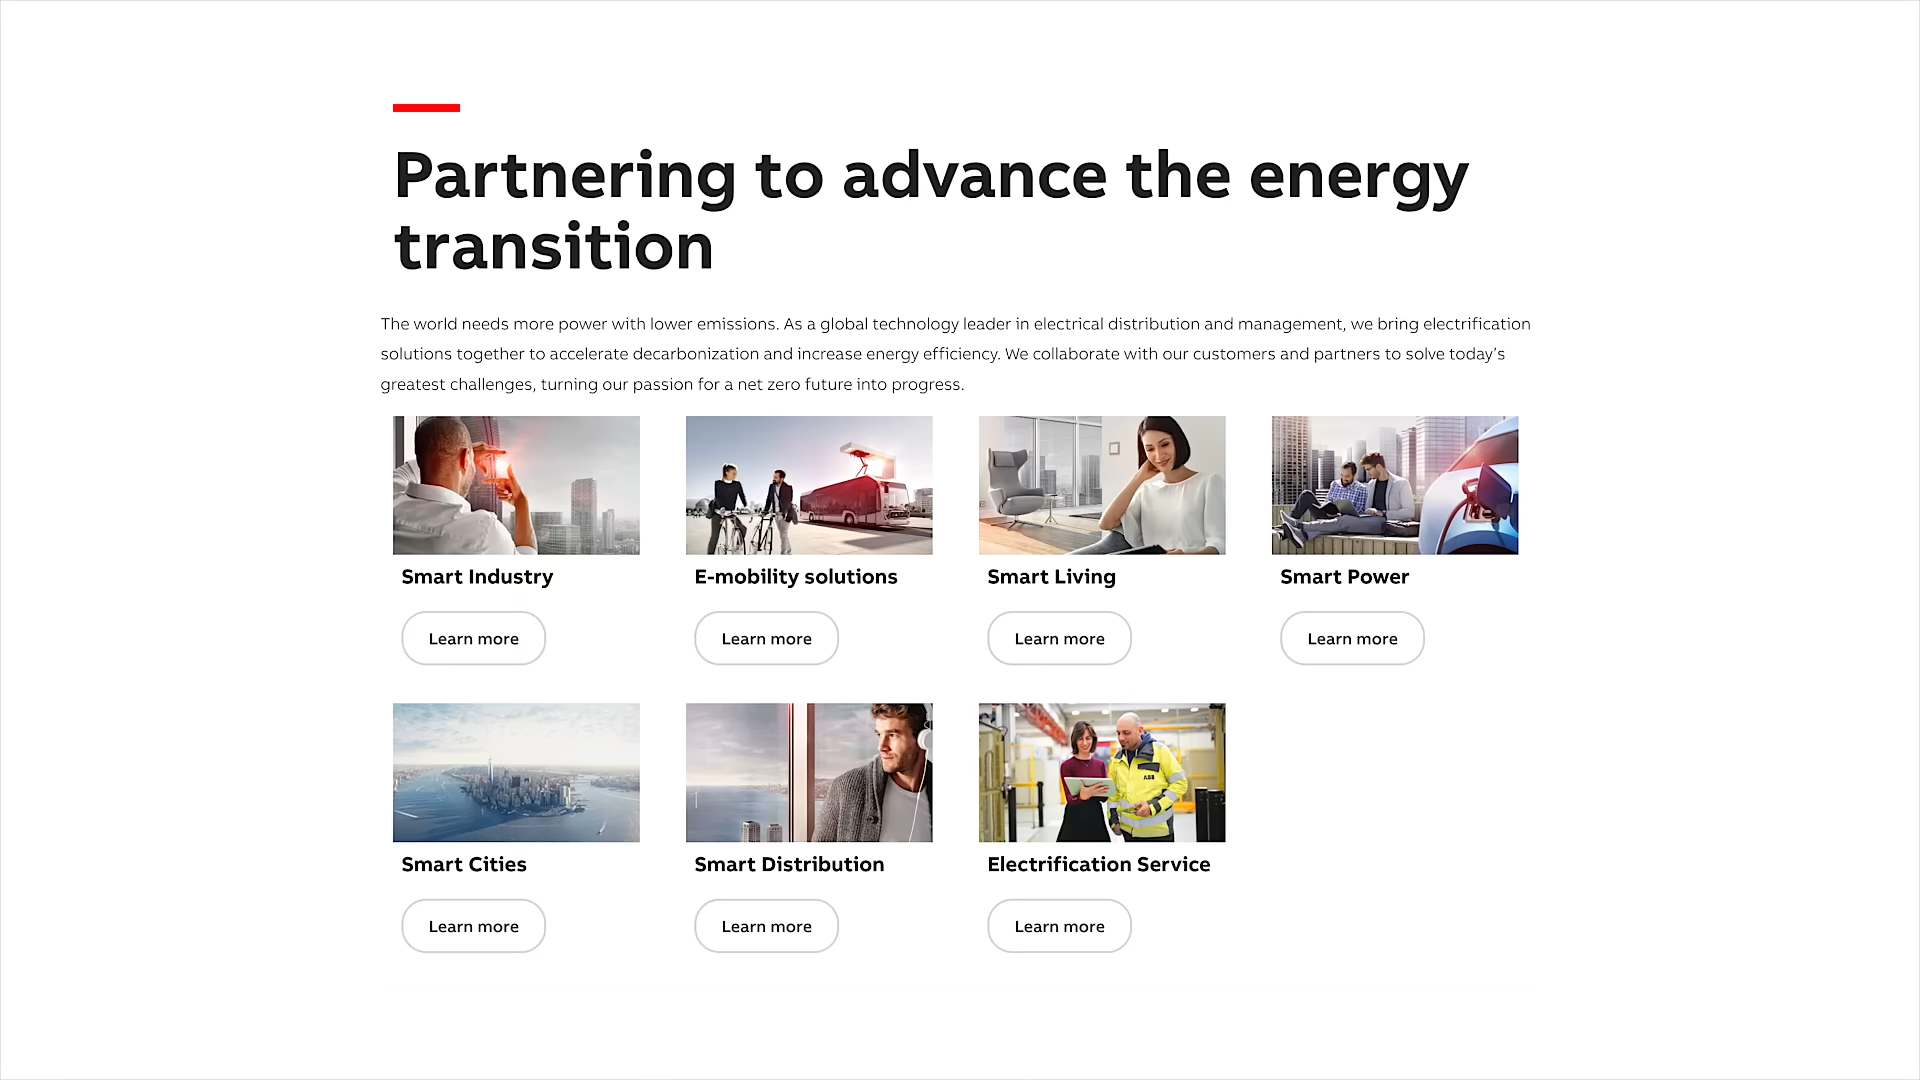 Partnering to advance the energy
transition
The world needs more power with lower emissions. As a global technology leader in electrical distribution and management, we bring electrification
solutions together to accelerate decarbonization and increase energy efficiency. We collaborate with our customers and partners to solve today’s
greatest challenges, turning our passion for a net zero future into progress.
Smart Industry
E-mobility solutions
Smart Living
Smart Power
Learn more
Learn more
Learn more
Learn more
ABB
Smart Cities
Smart Distribution
Electrification Service
Learn more
Learn more
Learn more